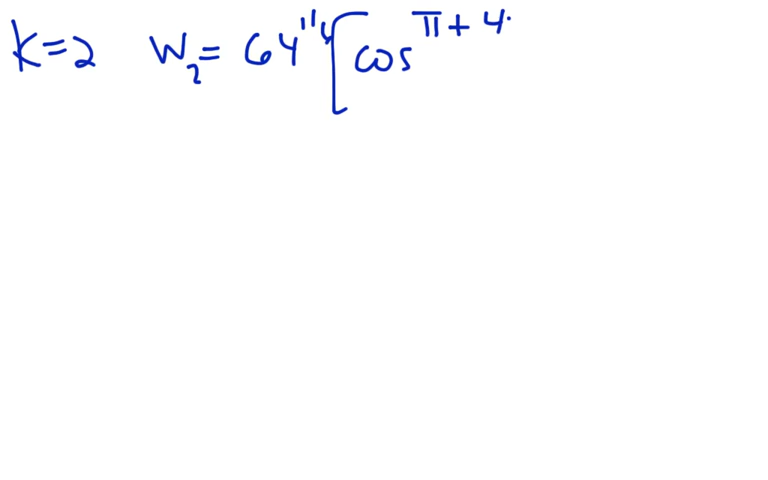 K=2 W₂= 64^1/4 [cos π + 4·